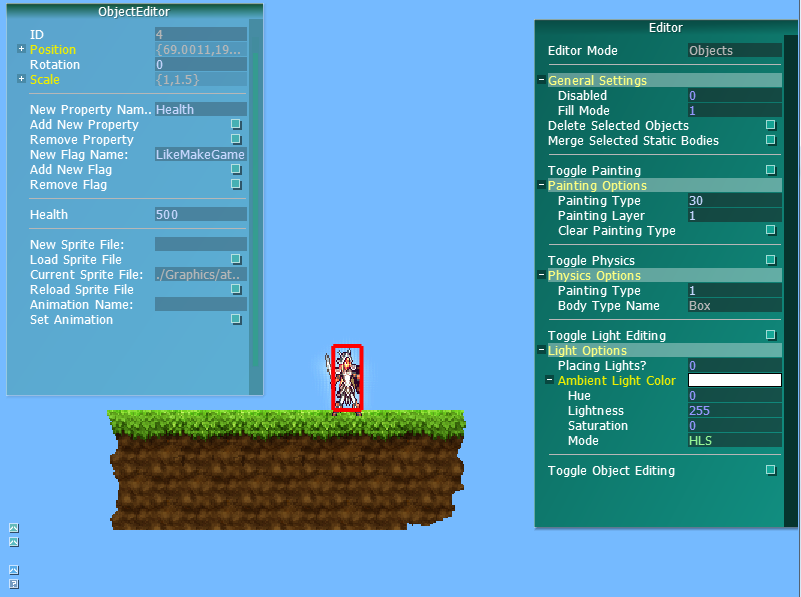 ObjectEditor
ID 4
Position {69.0011,19...
Rotation 0
Scale {1,1.5}
New Property Nam.. Health
Add New Property
Remove Property
New Flag Name: LikeMakeGame
Add New Flag
Remove Flag
Health 500
New Sprite File:
Load Sprite File
Current Sprite File: ./Graphics/at..
Reload Sprite File
Animation Name:
Set Animation
Editor
Editor Mode Objects
General Settings
Disabled 0
Fill Mode 1
Delete Selected Objects
Merge Selected Static Bodies
Toggle Painting
Painting Options
Painting Type 30
Painting Layer 1
Clear Painting Type
Toggle Physics
Physics Options
Painting Type 1
Body Type Name Box
Toggle Light Editing
Light Options
Placing Lights? 0
Ambient Light Color
Hue 0
Lightness 255
Saturation 0
Mode HLS
Toggle Object Editing
?